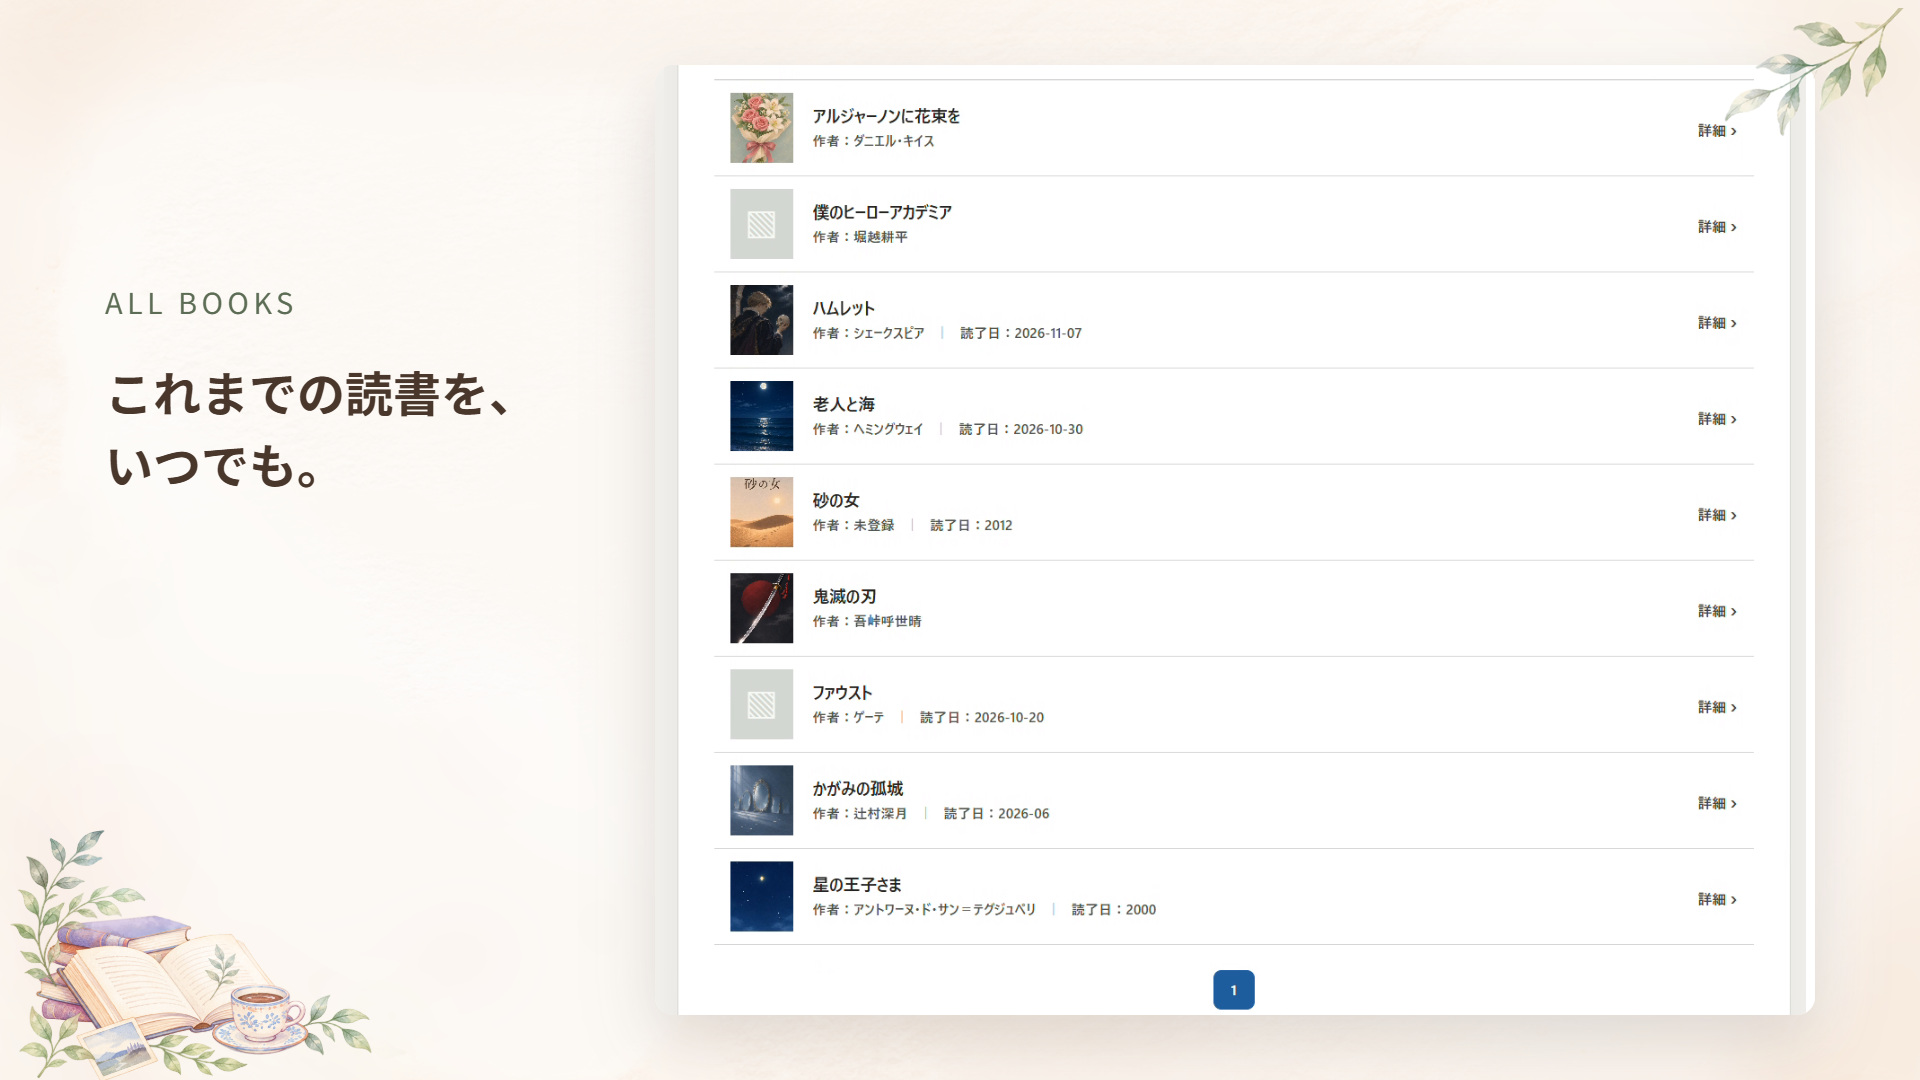 ALL BOOKS
これまでの読書を、
いつでも。
アルジャーノンに花束を
作者：ダニエル・キイス
詳細 ›
僕のヒーローアカデミア
作者：堀越耕平
詳細 ›
ハムレット
作者：シェークスピア | 読了日：2026-11-07
詳細 ›
老人と海
作者：ヘミングウェイ | 読了日：2026-10-30
詳細 ›
砂の女
砂の女
作者：未登録 | 読了日：2012
詳細 ›
鬼滅の刃
作者：吾峠呼世晴
詳細 ›
ファウスト
作者：ゲーテ | 読了日：2026-10-20
詳細 ›
かがみの孤城
作者：辻村深月 | 読了日：2026-06
詳細 ›
星の王子さま
作者：アントワーヌ・ド・サン＝テグジュペリ | 読了日：2000
詳細 ›
1